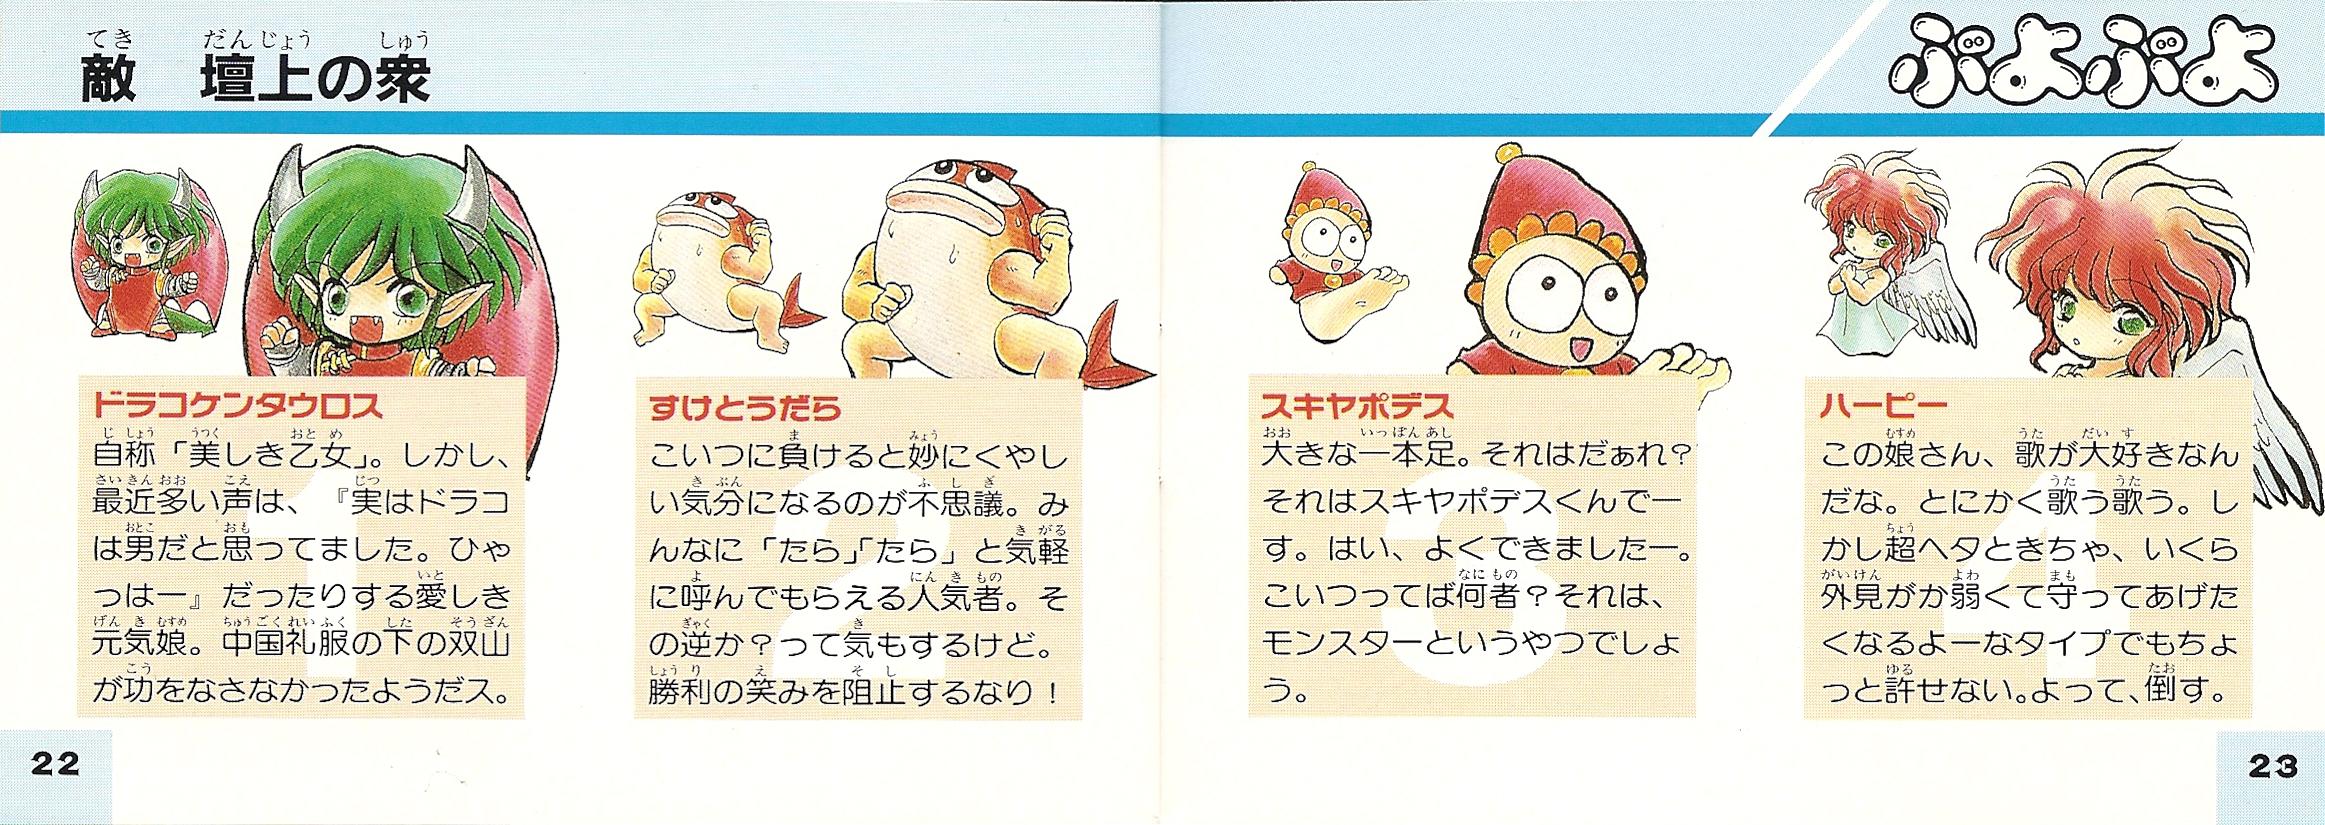 敵 壇上の衆
ぷよぷよ
ドラコケンタウロス
自称「美しき乙女」。しかし、
最近多い声は、『実はドラコ
は男だと思ってました。ひゃ
っはー』だったりする愛しき
元気娘。中国礼服の下の双山
が功をなさなかったようだス。
すけとうだら
こいつに負けると妙にくやし
い気分になるのが不思議。み
んなに「たら」「たら」と気軽
に呼んでもらえる人気者。そ
の逆か？って気もするけど。
勝利の笑みを阻止するなり！
スキヤポデス
大きな一本足。それはだぁれ？
それはスキヤポデスくんでー
す。はい、よくできましたー。
こいつってば何者？それは、
モンスターというやつでしょ
う。
ハーピー
この娘さん、歌が大好きなん
だな。とにかく歌う歌う。し
かし超ヘタときちゃ、いくら
外見がか弱くて守ってあげた
くなるよーなタイプでもちょ
っと許せない。よって、倒す。
1
2
3
4
22
23